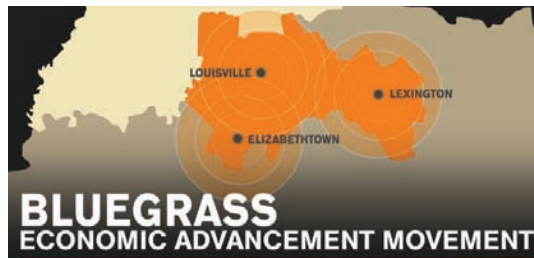 LOUISVILLE
LEXINGTON
ELIZABETHTOWN
BLUEGRASS
ECONOMIC ADVANCEMENT MOVEMENT